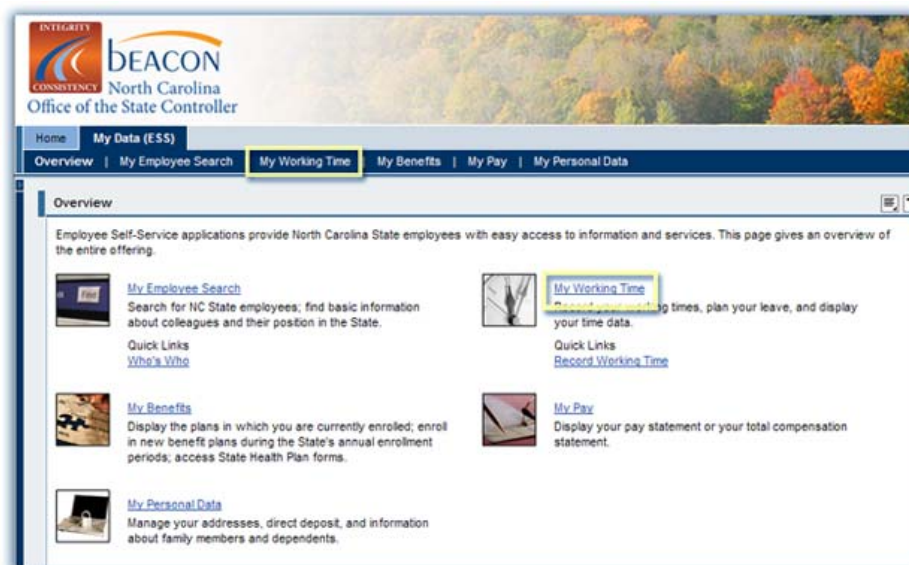 INTEGRITY
CONSISTENCY
BEACON
North Carolina
Office of the State Controller
Home My Data (ESS)
Overview | My Employee Search | My Working Time | My Benefits | My Pay | My Personal Data
Overview
Employee Self-Service applications provide North Carolina State employees with easy access to information and services. This page gives an overview of
the entire offering.
My Employee Search
Search for NC State employees; find basic information
about colleagues and their position in the State.
Quick Links
Who's Who
My Working Time
Record your working times, plan your leave, and display
your time data.
Quick Links
Record Working Time
My Benefits
Display the plans in which you are currently enrolled; enroll
in new benefit plans during the State's annual enrollment
periods; access State Health Plan forms.
My Pay
Display your pay statement or your total compensation
statement.
My Personal Data
Manage your addresses, direct deposit, and information
about family members and dependents.